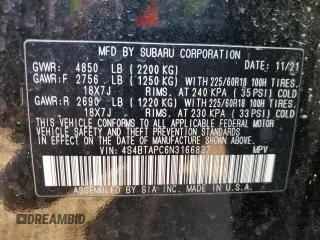 MFD. BY SUBARU CORPORATION 11/21
GVWR: 4850 LB (2200 KG)
GAWR:F 2756 LB (1250 KG) WITH 225/60R18 100H TIRES,
18X7J RIMS, AT 240 KPA (35 PSI) COLD
GAWR:R 2690 LB (1220 KG) WITH 225/60R18 100H TIRES,
18X7J RIMS, AT 230 KPA (33 PSI) COLD
THIS VEHICLE CONFORMS TO ALL APPLICABLE FEDERAL
MOTOR VEHICLE SAFETY, BUMPER, AND THEFT PREVENTION
STANDARDS IN EFFECT ON THE DATE OF MANUFACTURE
SHOWN ABOVE.
VIN: 4S4BTAPC6N3166837 MPV
ASSEMBLED BY SIA INC. MADE IN U.S.A.